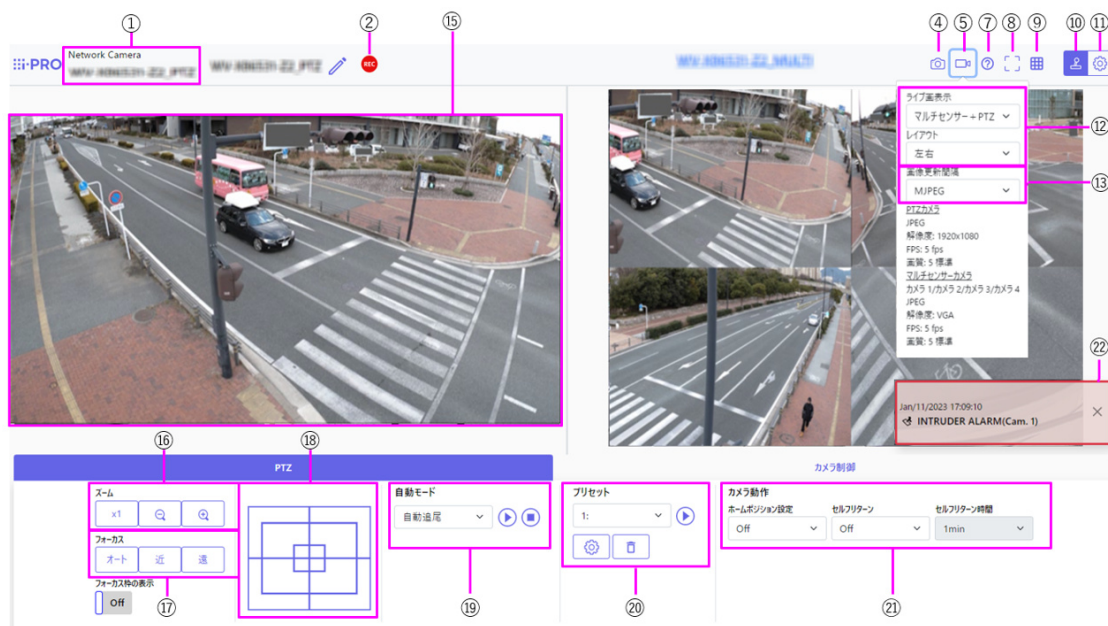 ① ② ⑮ ④ ⑤ ⑦ ⑧ ⑨ ⑩ ⑪
i-PRO
Network Camera
REC
ライブ画表示
マルチセンサー+PTZ
⑫
レイアウト
左右
画像更新間隔
MJPEG
⑬
PTZカメラ
JPEG
解像度: 1920x1080
FPS: 5 fps
画質: 5 標準
マルチセンサーカメラ
カメラ 1/カメラ 2/カメラ 3/カメラ 4
JPEG
解像度: VGA
FPS: 5 fps
画質: 5 標準
㉒
Jan/11/2023 17:09:10
INTRUDER ALARM(Cam. 1)
⑯ ⑱
PTZ
カメラ制御
ズーム
x1
フォーカス
オート 近 遠
フォーカス枠の表示
Off
自動モード
自動追尾
プリセット
1:
カメラ動作
ホームポジション設定 セルフリターン セルフリターン時間
Off Off 1min
⑰ ⑲ ⑳ ㉑